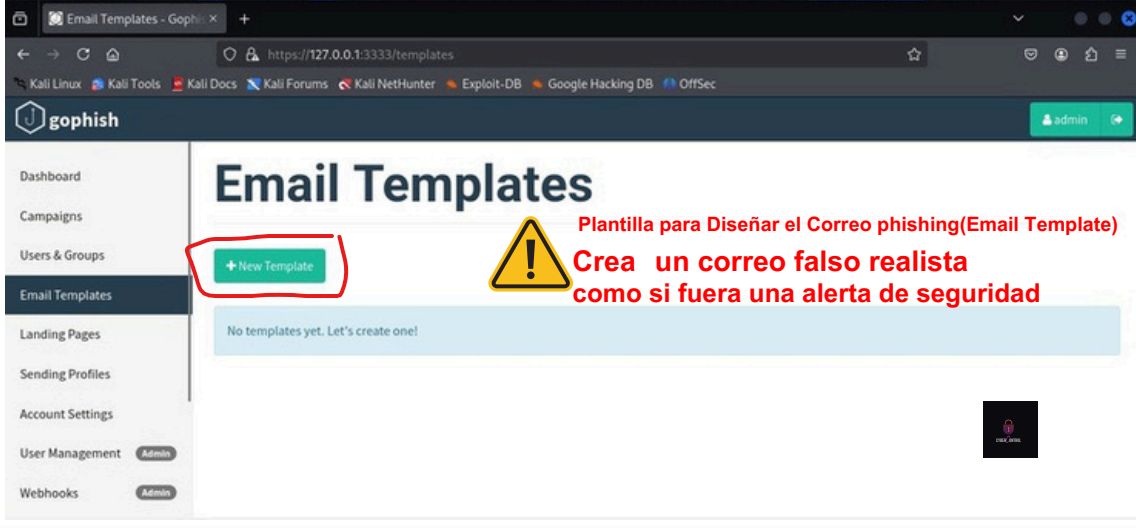 Email Templates - Gophis
https://127.0.0.1:3333/templates
Kali Linux Kali Tools Kali Docs Kali Forums Kali NetHunter Exploit-DB Google Hacking DB OffSec
gophish
admin
Dashboard
Campaigns
Users & Groups
Email Templates
Landing Pages
Sending Profiles
Account Settings
User Management Admin
Webhooks Admin
Email Templates
Plantilla para Diseñar el Correo phishing(Email Template)
+ New Template
Crea un correo falso realista
como si fuera una alerta de seguridad
No templates yet. Let's create one!